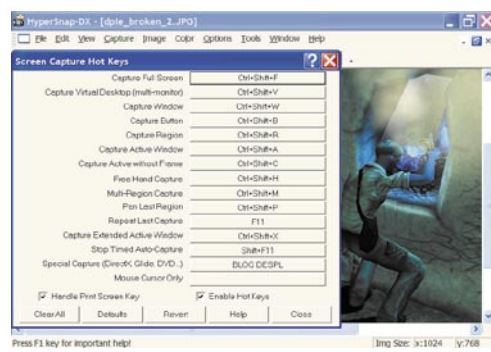 HyperSnap-DX - [dpie_broken_2.JPG]
File Edit View Capture Image Color Options Tools Window Help
Screen Capture Hot Keys
Capture Full Screen Ctrl+Shift+F
Capture Virtual Desktop (multi-monitor) Ctrl+Shift+V
Capture Window Ctrl+Shift+W
Capture Button Ctrl+Shift+B
Capture Region Ctrl+Shift+R
Capture Active Window Ctrl+Shift+A
Capture Active without Frame Ctrl+Shift+C
Free Hand Capture Ctrl+Shift+H
Multi-Region Capture Ctrl+Shift+M
Pan Last Region Ctrl+Shift+P
Repeat Last Capture F11
Capture Extended Active Window Ctrl+Shift+X
Stop Timed Auto-Capture Shift+F11
Special Capture (DirectX, Glide, DVD...) BLOQ DESPL
Mouse Cursor Only
Handle Print Screen Key Enable Hot Keys
Clear All Defaults Revert Help Close
Press F1 key for important help! Img Size: x:1024 y:768